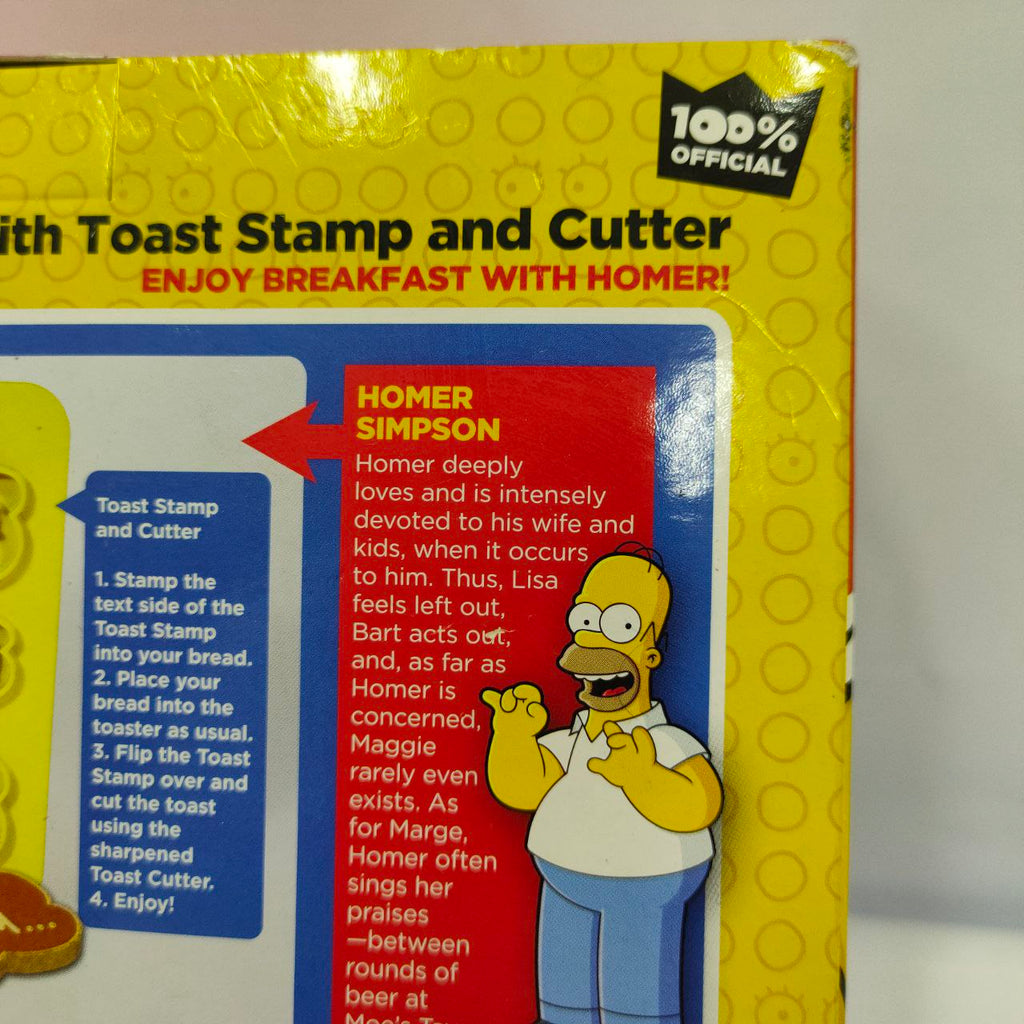 100%
OFFICIAL
ith Toast Stamp and Cutter
ENJOY BREAKFAST WITH HOMER!
HOMER
SIMPSON
Homer deeply
loves and is intensely
devoted to his wife and
kids, when it occurs
to him. Thus, Lisa
feels left out,
Bart acts out,
and, as far as
Homer is
concerned,
Maggie
rarely even
exists. As
for Marge,
Homer often
sings her
praises
—between
rounds of
beer at
Toast Stamp
and Cutter
1. Stamp the
text side of the
Toast Stamp
into your bread.
2. Place your
bread into the
toaster as usual.
3. Flip the Toast
Stamp over and
cut the toast
using the
sharpened
Toast Cutter.
4. Enjoy!